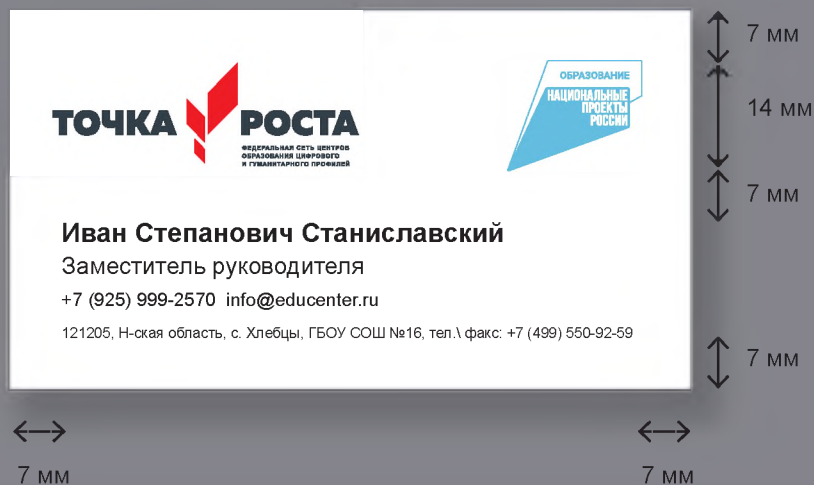 ТОЧКА РОСТА
ФЕДЕРАЛЬНАЯ СЕТЬ ЦЕНТРОВ
ОБРАЗОВАНИЯ ЦИФРОВОГО
И ГУМАНИТАРНОГО ПРОФИЛЕЙ
ОБРАЗОВАНИЕ
НАЦИОНАЛЬНЫЕ
ПРОЕКТЫ
РОССИИ
Иван Степанович Станиславский
Заместитель руководителя
+7 (925) 999-2570 info@educenter.ru
121205, Н-ская область, с. Хлебцы, ГБОУ СОШ №16, тел.\ факс: +7 (499) 550-92-59
7 мм
14 мм
7 мм
7 мм
7 мм
7 мм